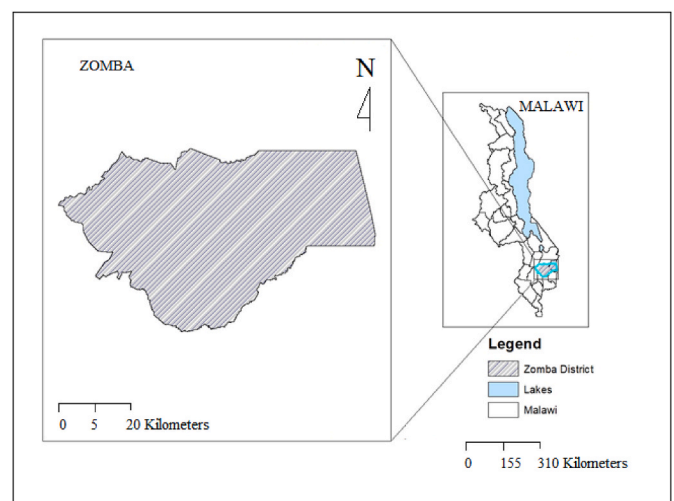 ZOMBA
N
MALAWI
Legend
Zomba District
Lakes
Malawi
0 5 20 Kilometers
0 155 310 Kilometers